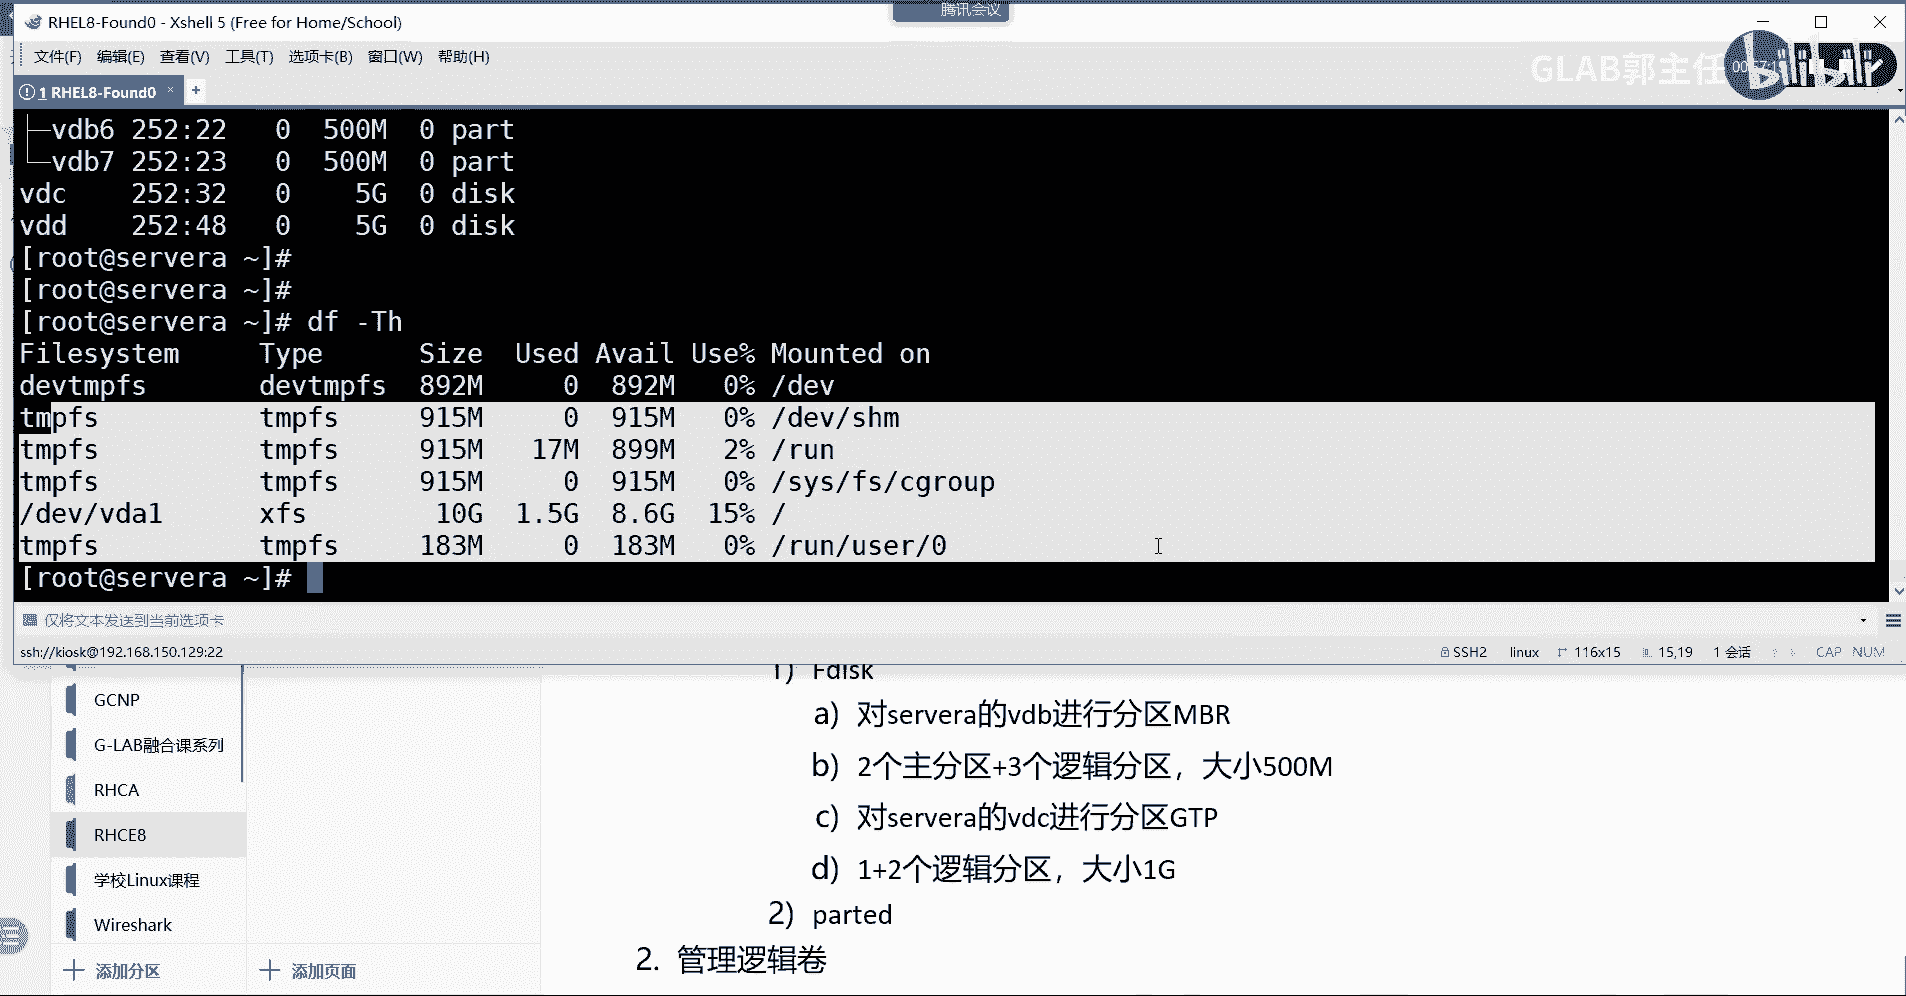 腾讯会议
RHEL8-Found0 - Xshell 5 (Free for Home/School)
文件(F) 编辑(E) 查看(V) 工具(T) 选项卡(B) 窗口(W) 帮助(H)
GLAB郭主任
bilibili
1 RHEL8-Found0 × +
├─vdb6 252:22 0 500M 0 part
└─vdb7 252:23 0 500M 0 part
vdc 252:32 0 5G 0 disk
vdd 252:48 0 5G 0 disk
[root@servera ~]#
[root@servera ~]#
[root@servera ~]# df -Th
Filesystem Type Size Used Avail Use% Mounted on
devtmpfs devtmpfs 892M 0 892M 0% /dev
tmpfs tmpfs 915M 0 915M 0% /dev/shm
tmpfs tmpfs 915M 17M 899M 2% /run
tmpfs tmpfs 915M 0 915M 0% /sys/fs/cgroup
/dev/vda1 xfs 10G 1.5G 8.6G 15% /
tmpfs tmpfs 183M 0 183M 0% /run/user/0
[root@servera ~]#
仅将文本发送到当前选项卡
ssh://kiosk@192.168.150.129:22 SSH2 linux 116x15 15,19 1 会话 CAP NUM
GCNP
G-LAB融合课系列
RHCA
RHCE8
学校Linux课程
Wireshark
添加分区 添加页面
1) Fdisk
a) 对servera的vdb进行分区MBR
b) 2个主分区+3个逻辑分区，大小500M
c) 对servera的vdc进行分区GTP
d) 1+2个逻辑分区，大小1G
2) parted
2. 管理逻辑卷